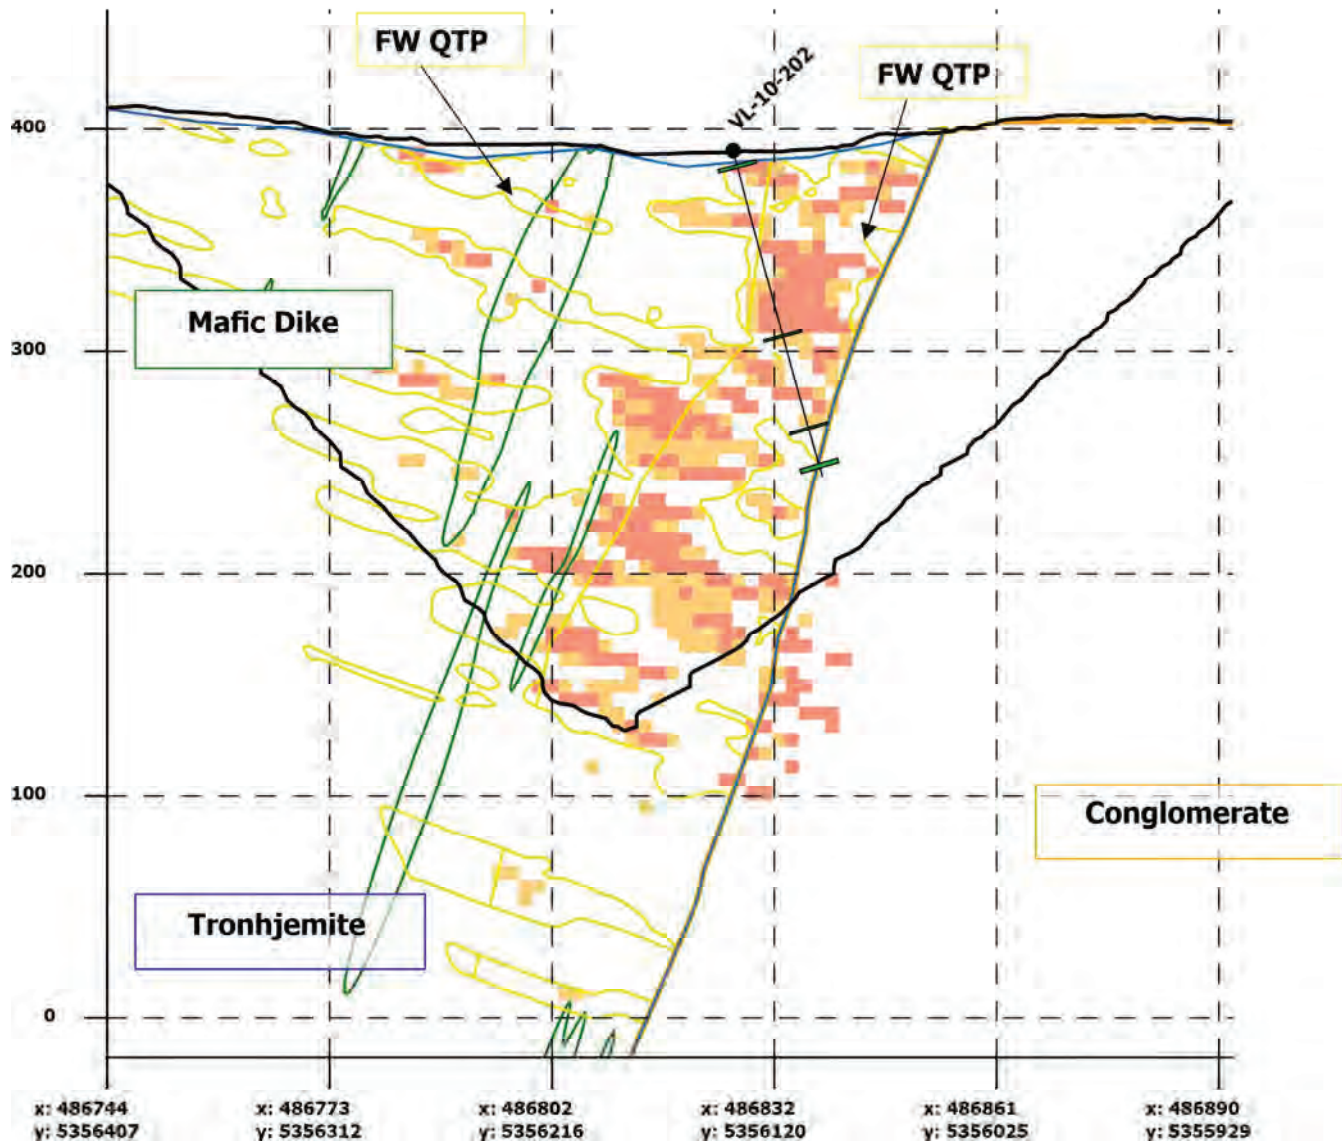 FW QTP
VL-10-202
FW QTP
400
Mafic Dike
300
200
100
Conglomerate
Tronhjemite
0
x: 486744 x: 486773 x: 486802 x: 486832 x: 486861 x: 486890
y: 5356407 y: 5356312 y: 5356216 y: 5356120 y: 5356025 y: 5355929